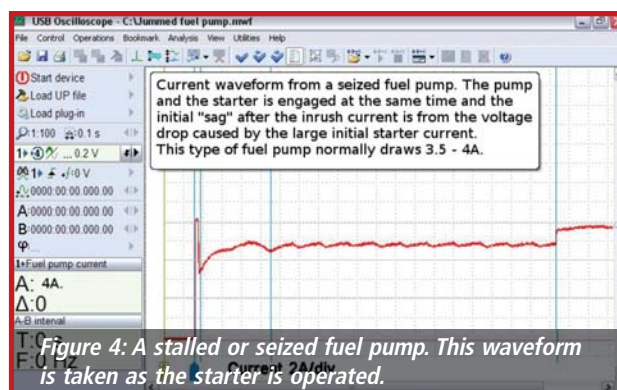 USB Oscilloscope - C:\Jummed fuel pump.mwf
File Control Operations Bookmark Analysis View Utilities Help
Start device
Load UP file
Load plug-in
1:100 0.1 s
1 4 ... 0.2 V
1 0 V
0000:00:00.000.00
A:0000:00:00.000.00
B:0000:00:00.000.00
φ...
1•Fuel pump current
A: 4A.
Δ:0
A-B interval
T:0 s
F:0 Hz
Current waveform from a seized fuel pump. The pump
and the starter is engaged at the same time and the
initial "sag" after the inrush current is from the voltage
drop caused by the large initial starter current.
This type of fuel pump normally draws 3.5 - 4A.
Current 2A/div
Figure 4: A stalled or seized fuel pump. This waveform
is taken as the starter is operated.